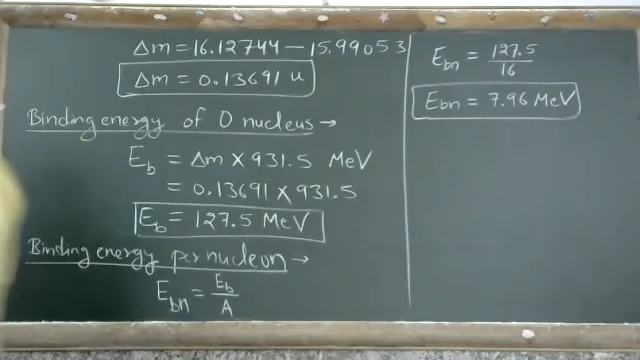 Δm = 16.12744 − 15.99053
Δm = 0.13691 u
Binding energy of O nucleus →
E_b = Δm × 931.5 MeV
= 0.13691 × 931.5
E_b = 127.5 MeV
Binding energy per nucleon →
E_bn = E_b / A
E_bn = 127.5 / 16
E_bn = 7.96 MeV